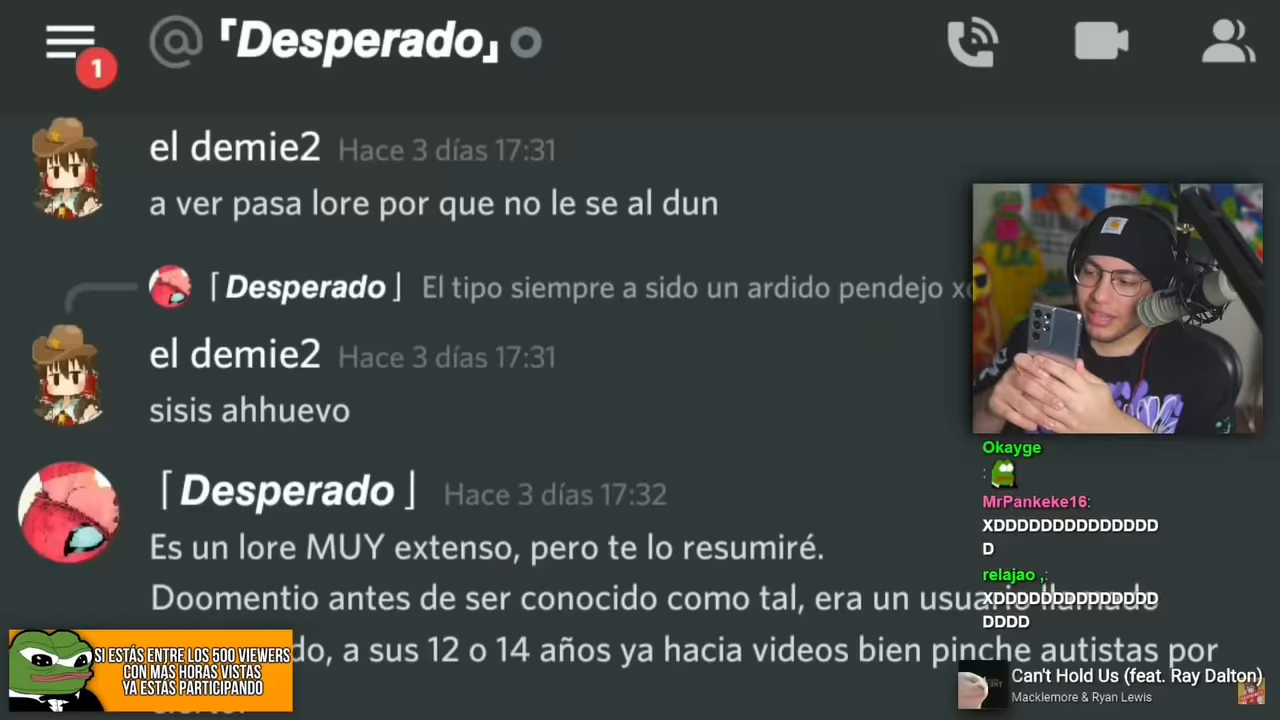 1
@ 「Desperado」
el demie2 Hace 3 días 17:31
a ver pasa lore por que no le se al dun
「Desperado」 El tipo siempre a sido un ardido pendejo
el demie2 Hace 3 días 17:31
sisis ahhuevo
「Desperado」 Hace 3 días 17:32
Es un lore MUY extenso, pero te lo resumiré.
Doomentio antes de ser conocido como tal, era un usuario llamado
do, a sus 12 o 14 años ya hacia videos bien pinche autistas por
Okayge
:
MrPankeke16:
XDDDDDDDDDDDDDD
D
relajao ,:
XDDDDDDDDDDDDDD
DDDD
SI ESTÁS ENTRE LOS 500 VIEWERS
CON MÁS HORAS VISTAS
YA ESTAS PARTICIPANDO
Can't Hold Us (feat. Ray Dalton)
Macklemore & Ryan Lewis